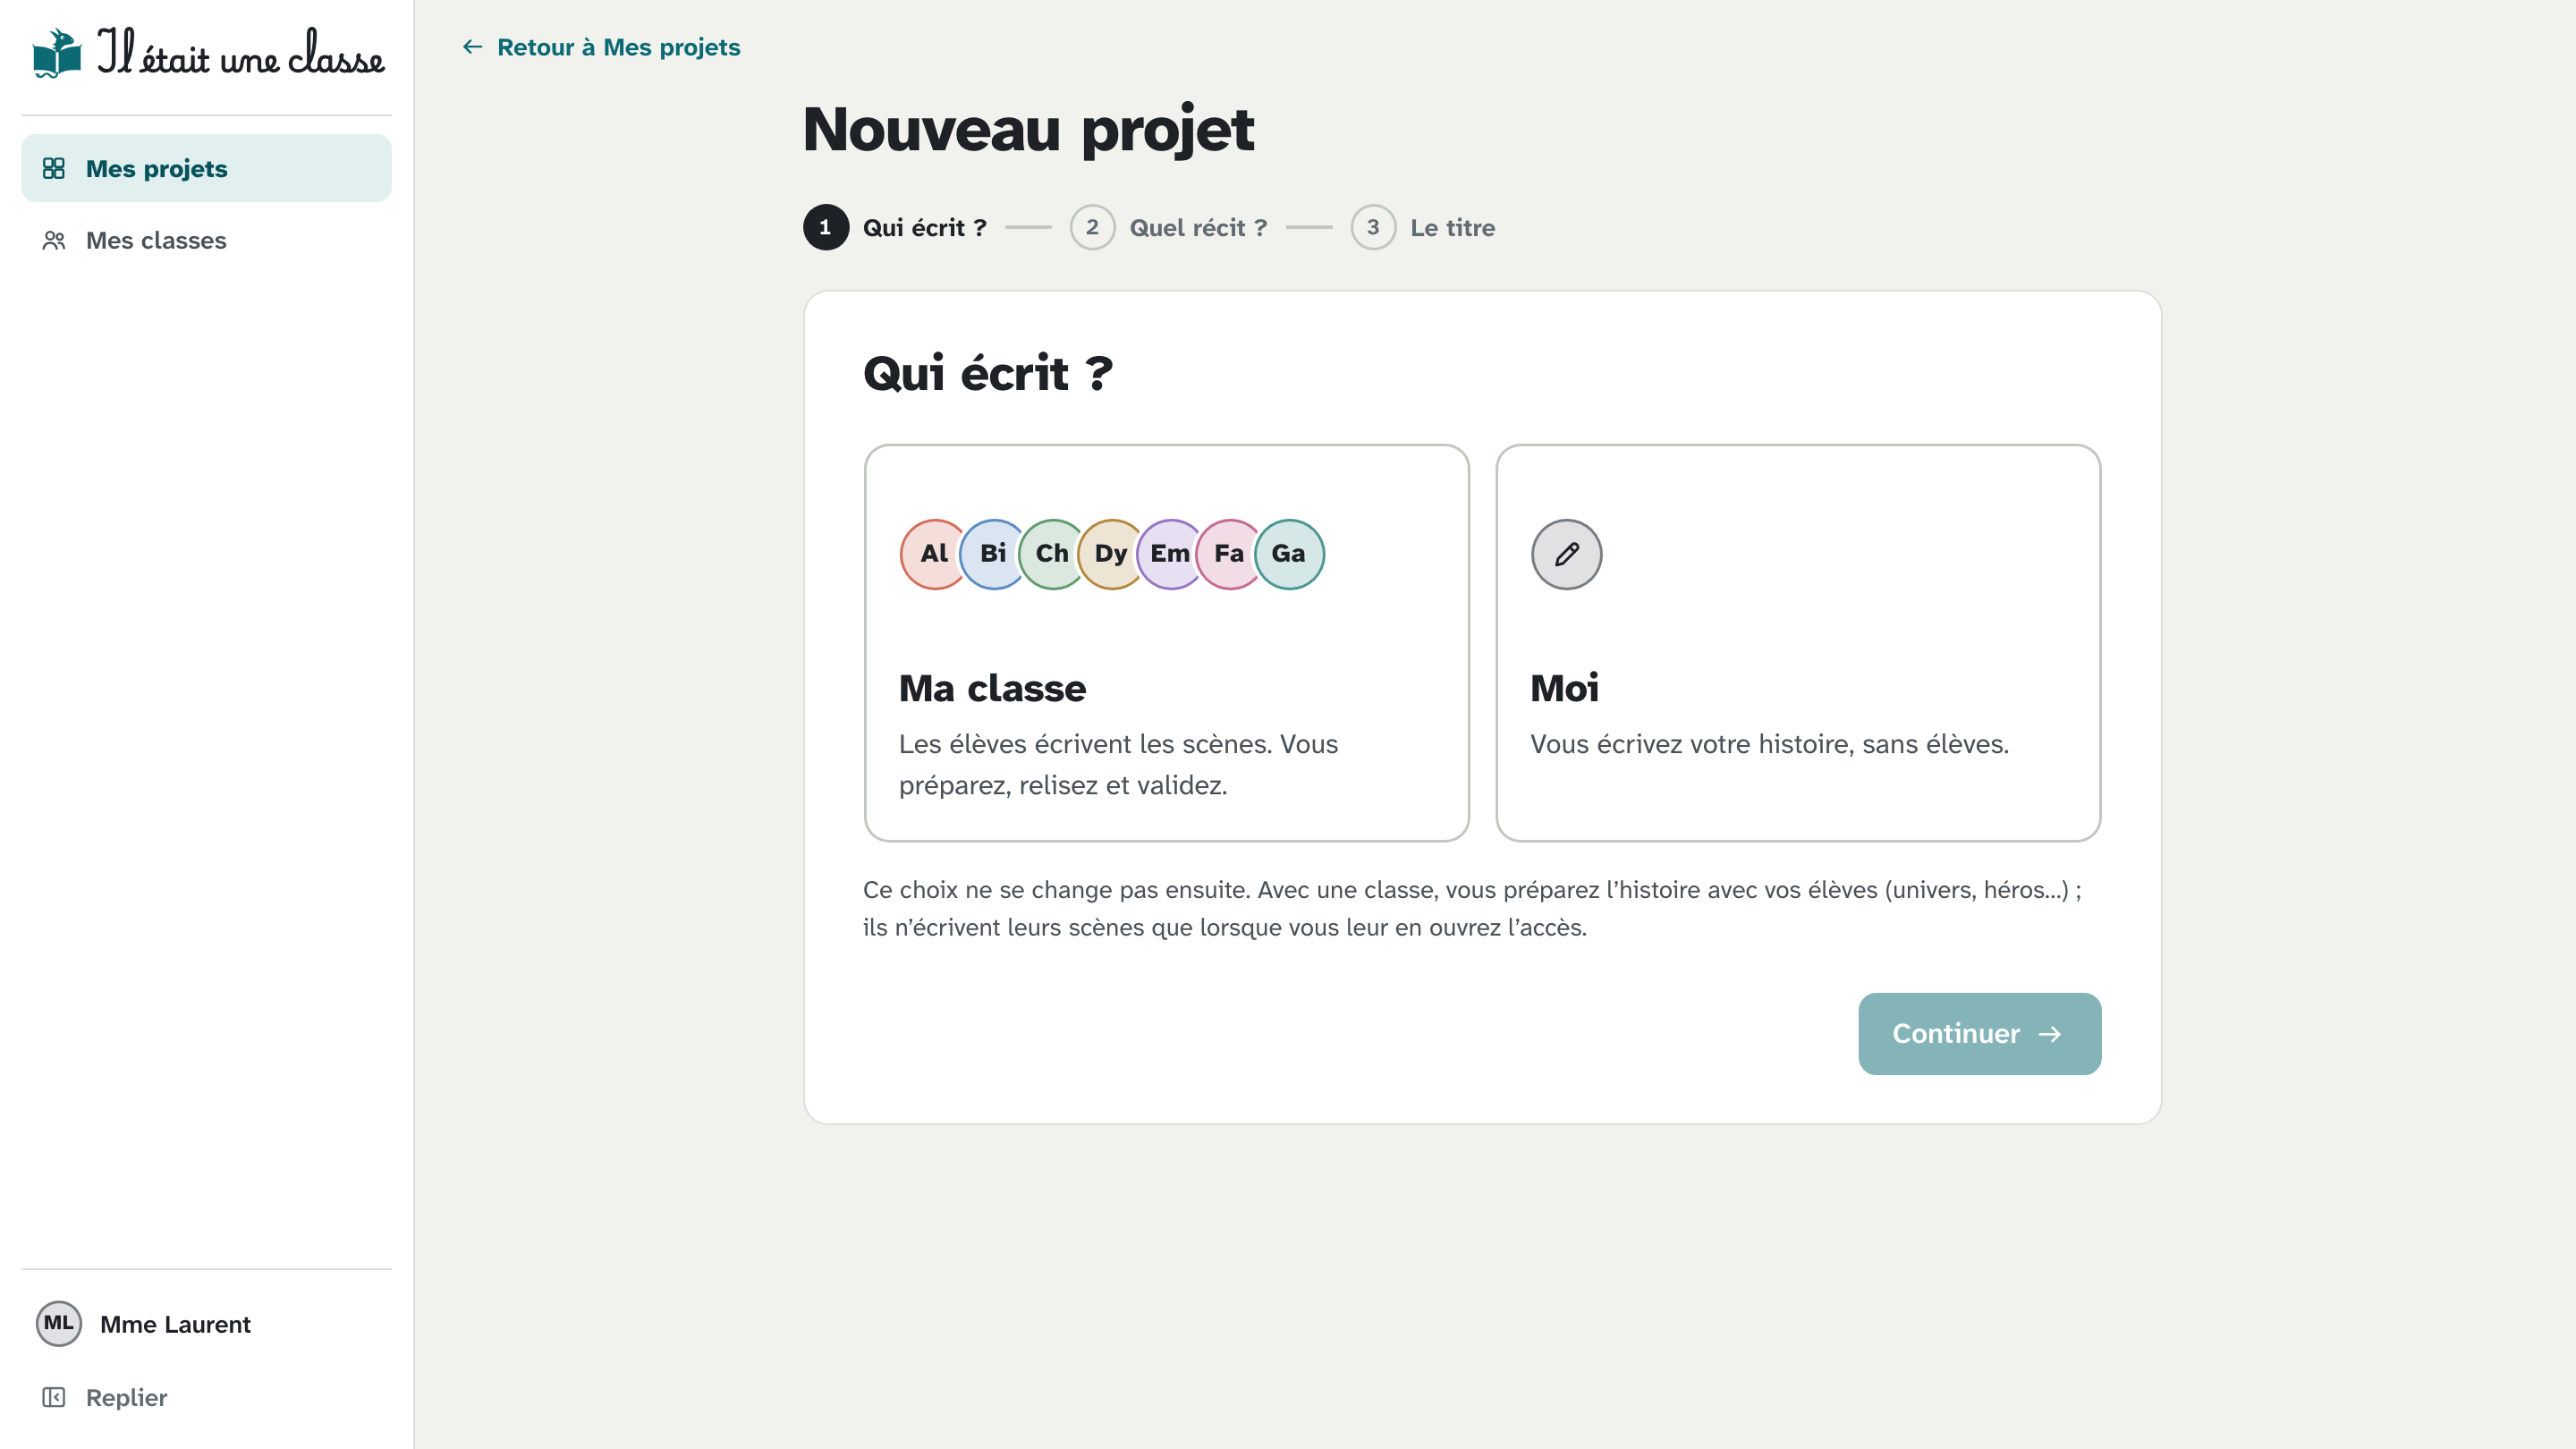 Il était une classe
Mes projets
Mes classes
Mme Laurent
ML
Replier
Retour à Mes projets
Nouveau projet
1 Qui écrit ?
2 Quel récit ?
3 Le titre
Qui écrit ?
Al Bi Ch Dy Em Fa Ga
Ma classe
Les élèves écrivent les scènes. Vous
préparez, relisez et validez.
Moi
Vous écrivez votre histoire, sans élèves.
Ce choix ne se change pas ensuite. Avec une classe, vous préparez l’histoire avec vos élèves (univers, héros…) ;
ils n’écrivent leurs scènes que lorsque vous leur en ouvrez l’accès.
Continuer